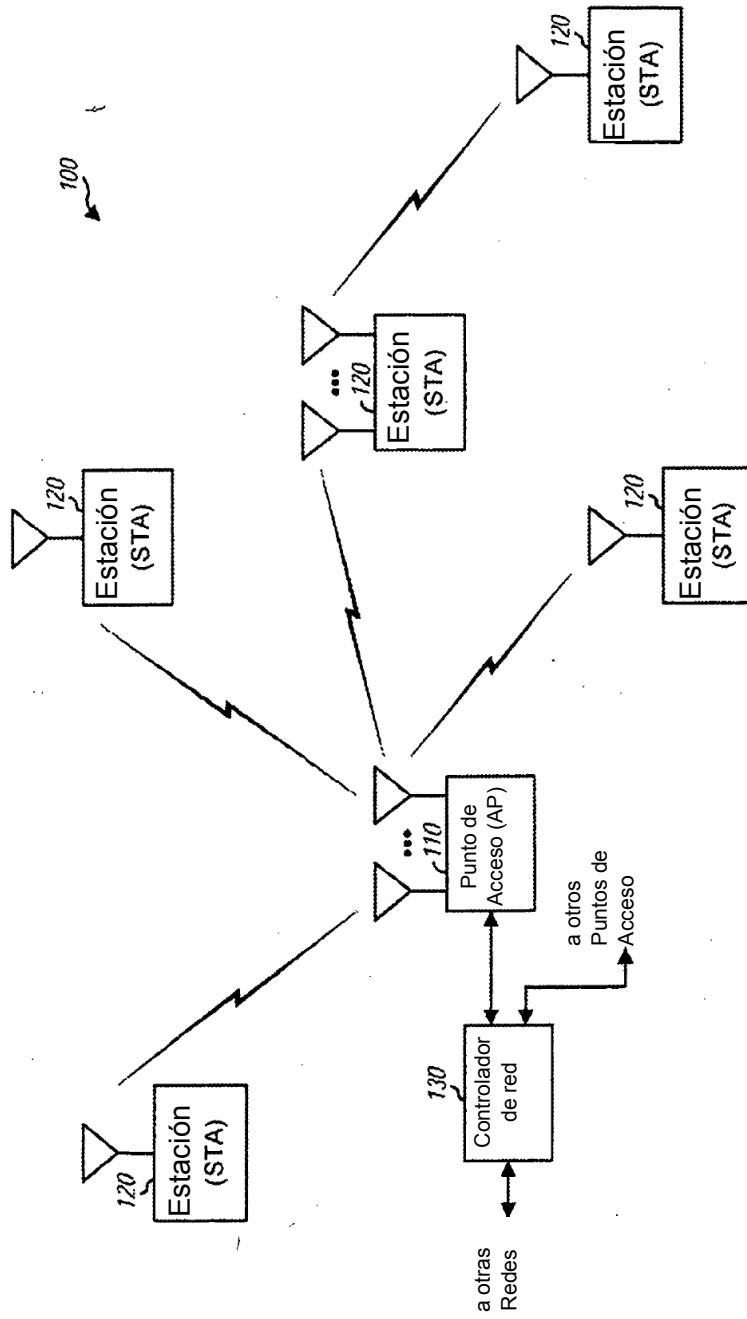 100
120
Estación
(STA)
120
Estación
(STA)
120
Estación
(STA)
120
Estación
(STA)
120
Estación
(STA)
110
Punto de
Acceso (AP)
130
Controlador
de red
a otros
Puntos de
Acceso
a otras
Redes